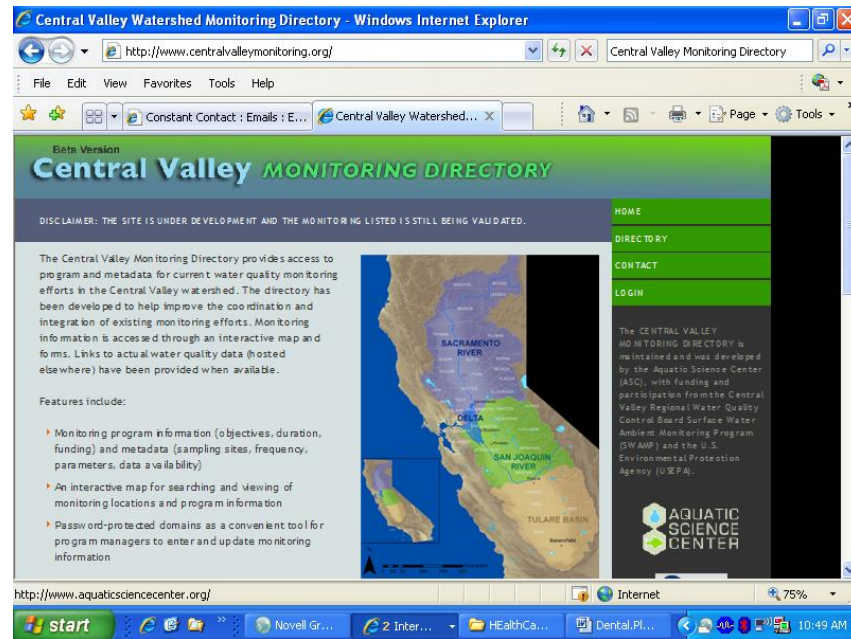 Central Valley Watershed Monitoring Directory - Windows Internet Explorer
http://www.centralvalleymonitoring.org/
Central Valley Monitoring Directory
File Edit View Favorites Tools Help
Constant Contact : Emails : E...
Central Valley Watershed...
Page
Tools
Beta Version
Central Valley MONITORING DIRECTORY
DISCLAIMER: THE SITE IS UNDER DEVELOPMENT AND THE MONITORING LISTED IS STILL BEING VALIDATED.
The Central Valley Monitoring Directory provides access to
program and metadata for current water quality monitoring
efforts in the Central Valley watershed. The directory has
been developed to help improve the coordination and
integration of existing monitoring efforts. Monitoring
information is accessed through an interactive map and
forms. Links to actual water quality data (hosted
elsewhere) have been provided when available.
Features include:
Monitoring program information (objectives, duration,
funding) and metadata (sampling sites, frequency,
parameters, data availability)
An interactive map for searching and viewing of
monitoring locations and program information
Password-protected domains as a convenient tool for
program managers to enter and update monitoring
information
SACRAMENTO
RIVER
DELTA
SAN JOAQUIN
RIVER
TULARE BASIN
Bakersfield
N
HOME
DIRECTORY
CONTACT
LOGIN
The CENTRAL VALLEY
MONITORING DIRECTORY is
maintained and was developed
by the Aquatic Science Center
(ASC), with funding and
participation from the Central
Valley Regional Water Quality
Control Board Surface Water
Ambient Monitoring Program
(SWAMP) and the U.S.
Environmental Protection
Agency (USEPA).
AQUATIC
SCIENCE
CENTER
http://www.aquaticsciencecenter.org/
Internet
75%
start
Novell Gr...
2 Inter...
HEalthCa...
Dental.Pl...
10:49 AM